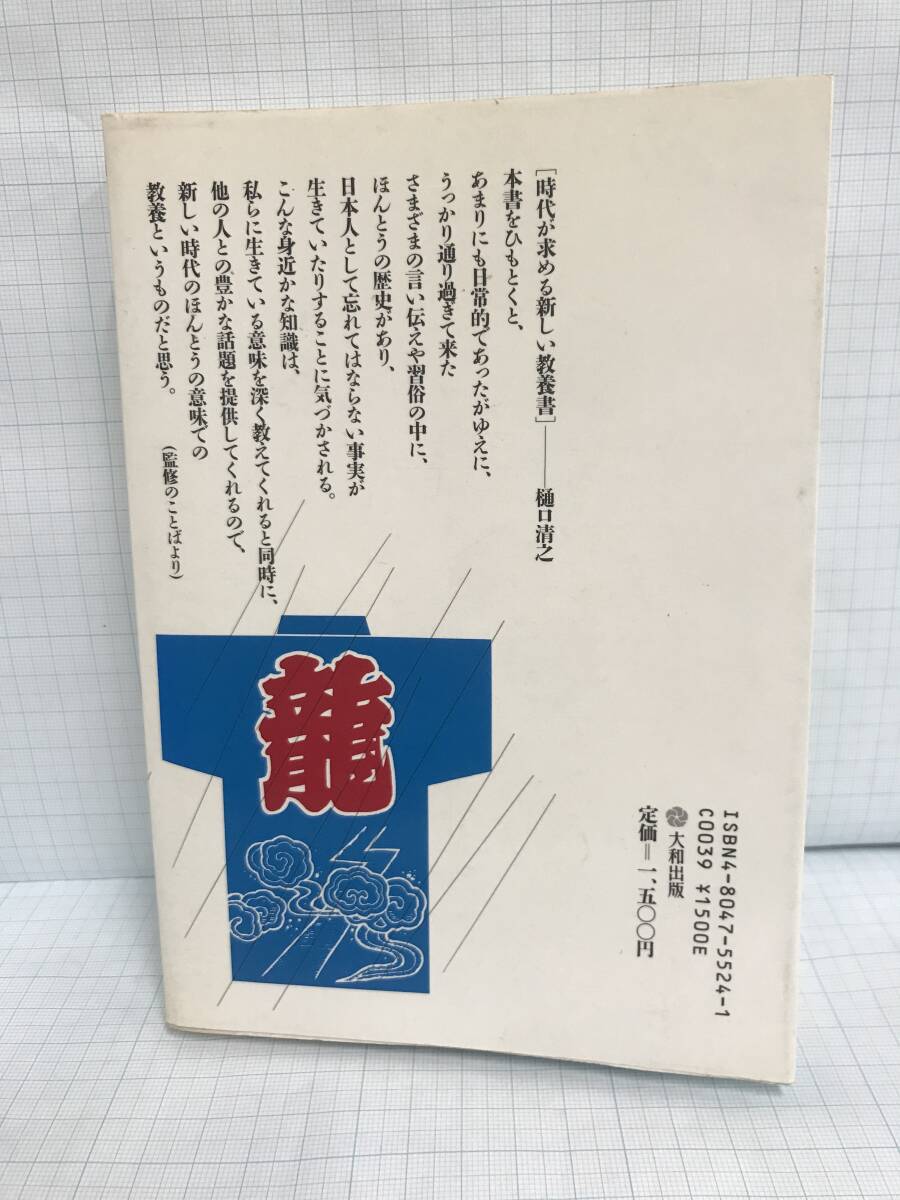 ［時代が求める新しい教養書］――樋口清之
本書をひもとくと、
あまりにも日常的であったがゆえに、
うっかり通り過ぎて来た
さまざまの言い伝えや習俗の中に、
ほんとうの歴史があり、
日本人として忘れてはならない事実が
生きていたりすることに気づかされる。
こんな身近かな知識は、
私らに生きている意味を深く教えてくれると同時に、
他の人との豊かな話題を提供してくれるので、
新しい時代のほんとうの意味での
教養というものだと思う。
（監修のことばより）
龍
ISBN4-8047-5524-1
C0039 ¥1500E
大和出版
定価＝一、五〇〇円